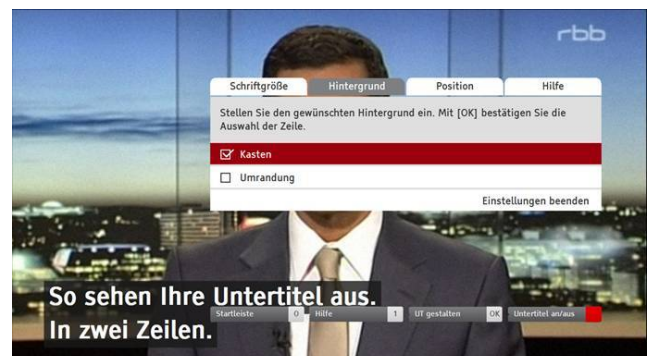 rbb
Schriftgröße Hintergrund Position Hilfe
Stellen Sie den gewünschten Hintergrund ein. Mit [OK] bestätigen Sie die
Auswahl der Zeile.
Kasten
Umrandung
Einstellungen beenden
So sehen Ihre Untertitel aus.
In zwei Zeilen.
Startleiste 0 Hilfe 1 UT gestalten OK Untertitel an/aus